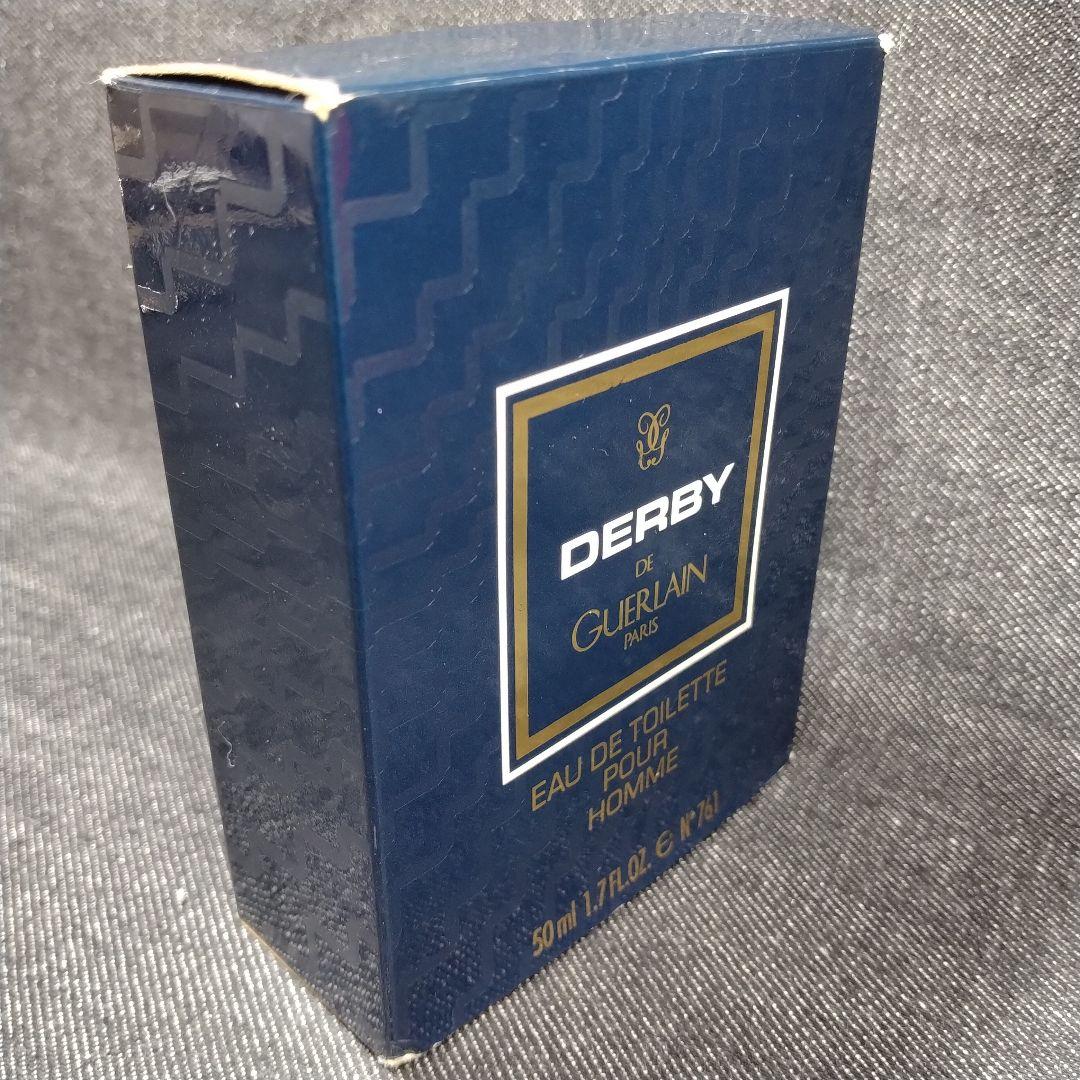 DERBY
DE
GUERLAIN
PARIS
EAU DE TOILETTE
POUR
HOMME
50 ml 1.7 FL.OZ. ℮ N° 761